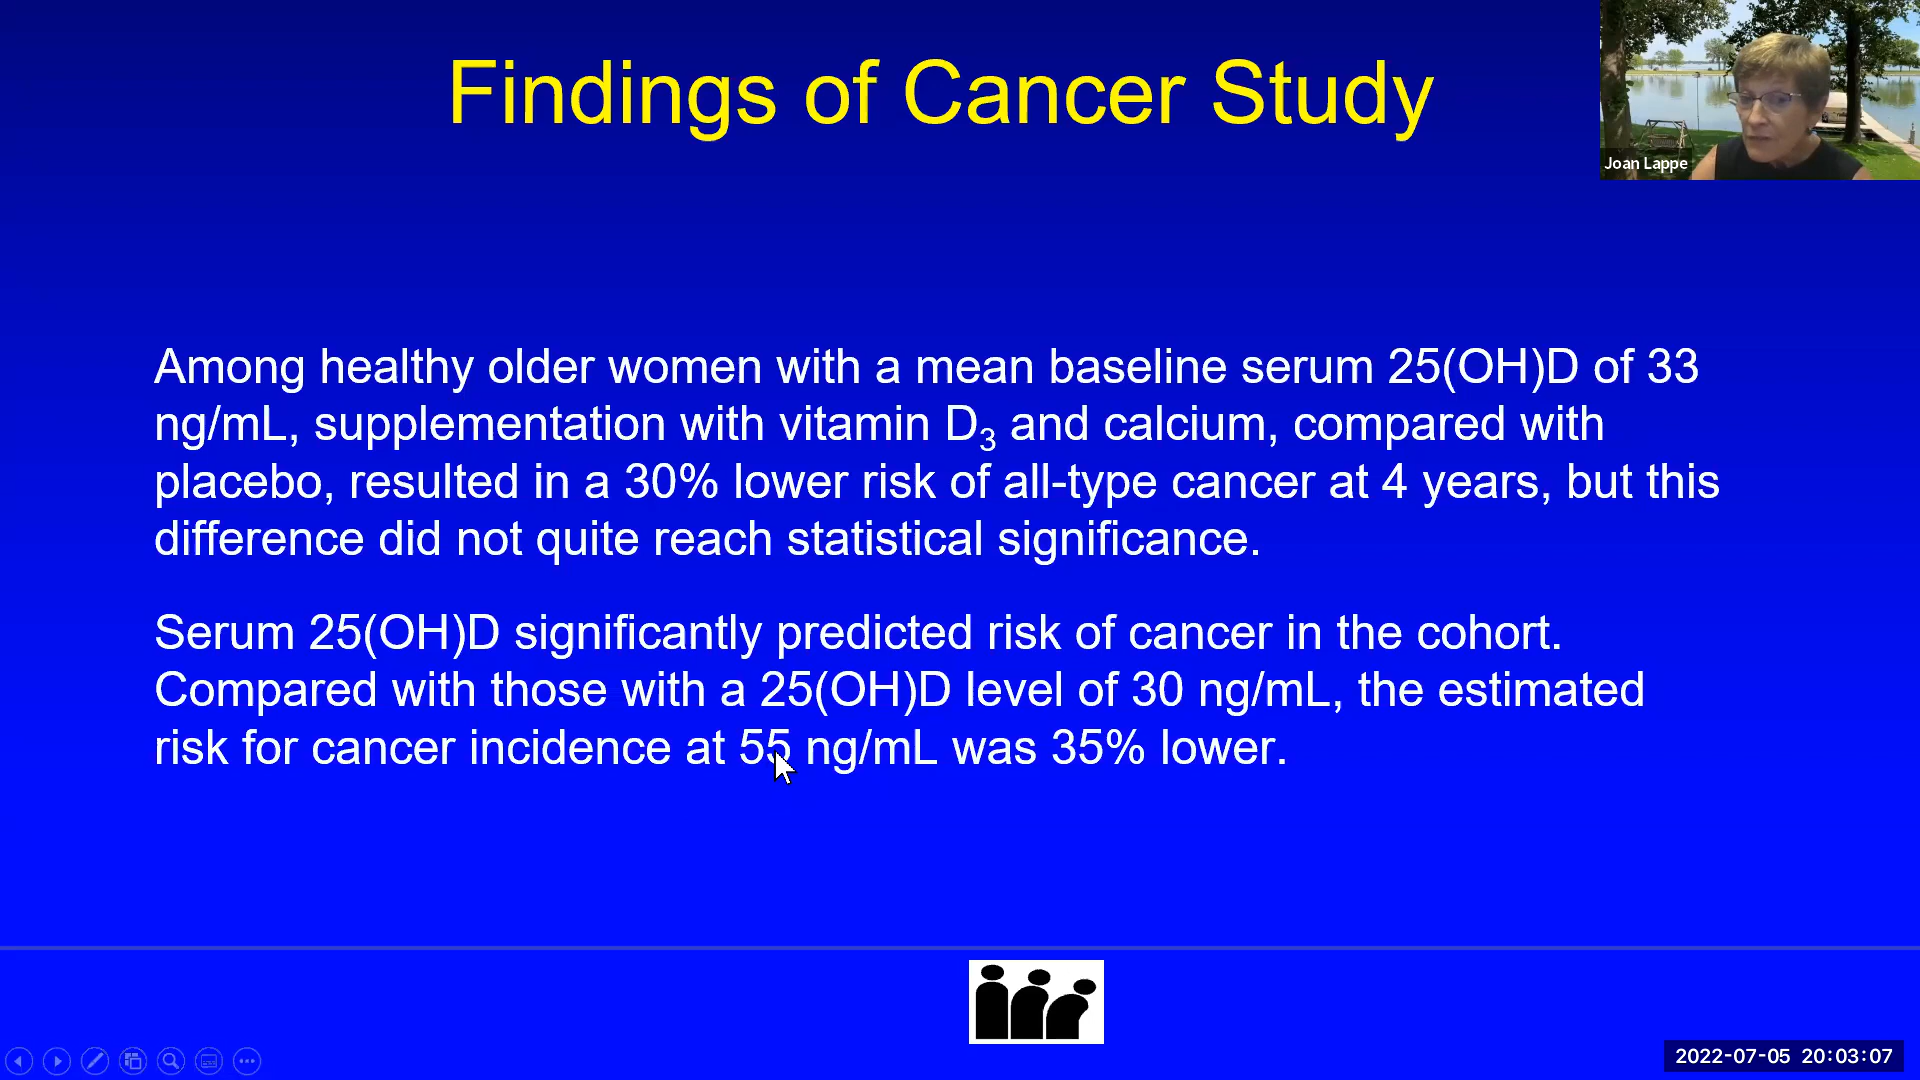 Findings of Cancer Study
Joan Lappe
Among healthy older women with a mean baseline serum 25(OH)D of 33
ng/mL, supplementation with vitamin D₃ and calcium, compared with
placebo, resulted in a 30% lower risk of all-type cancer at 4 years, but this
difference did not quite reach statistical significance.
Serum 25(OH)D significantly predicted risk of cancer in the cohort.
Compared with those with a 25(OH)D level of 30 ng/mL, the estimated
risk for cancer incidence at 55 ng/mL was 35% lower.
2022-07-05 20:03:07